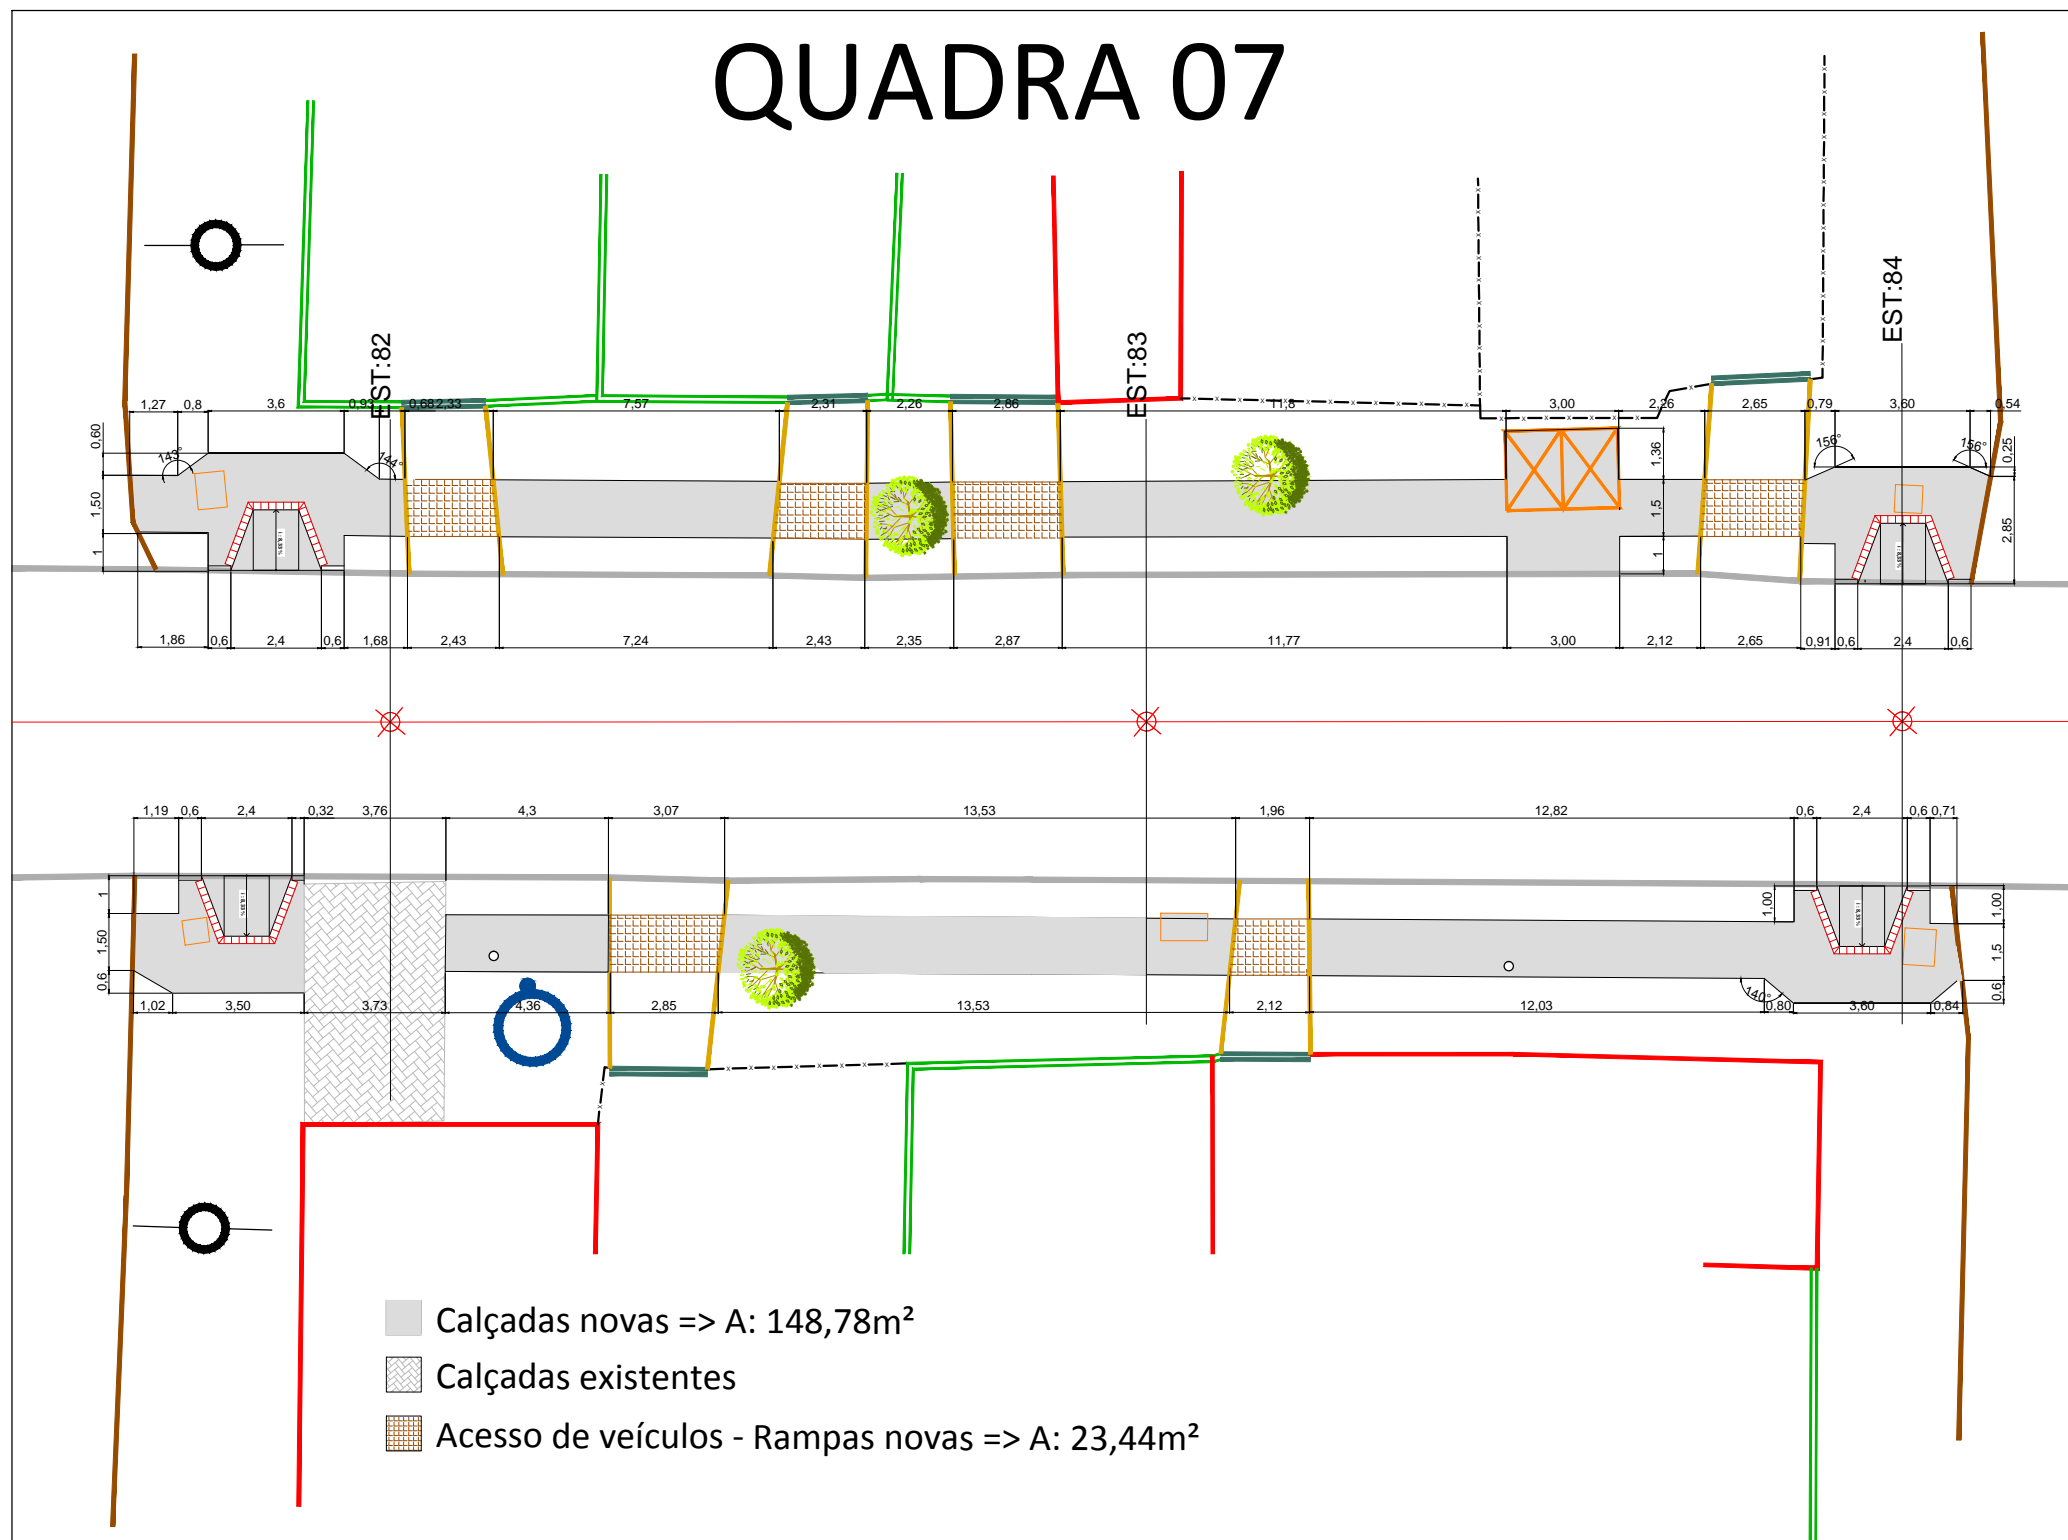 QUADRA 07
EST:82
EST:83
EST:84
1,27 0,8 3,6 0,93 0,68 2,33 7,57 2,31 2,26 2,86 11,8 3,00 2,26 2,65 0,79 3,60 0,54
0,60
1,50
1
143°
144°
1,36
1,5
1
156°
156°
0,25
2,85
1,86 0,6 2,4 0,6 1,68 2,43 7,24 2,43 2,35 2,87 11,77 3,00 2,12 2,65 0,91 0,6 2,4 0,6
1,19 0,6 2,4 0,32 3,76 4,3 3,07 13,53 1,96 12,82 0,6 2,4 0,6 0,71
1
1,50
0,6
1,00
140°
1,00
1,5
0,6
1,02 3,50 3,73 4,36 2,85 13,53 2,12 12,03 0,80 3,60 0,84
Calçadas novas => A: 148,78m²
Calçadas existentes
Acesso de veículos - Rampas novas => A: 23,44m²